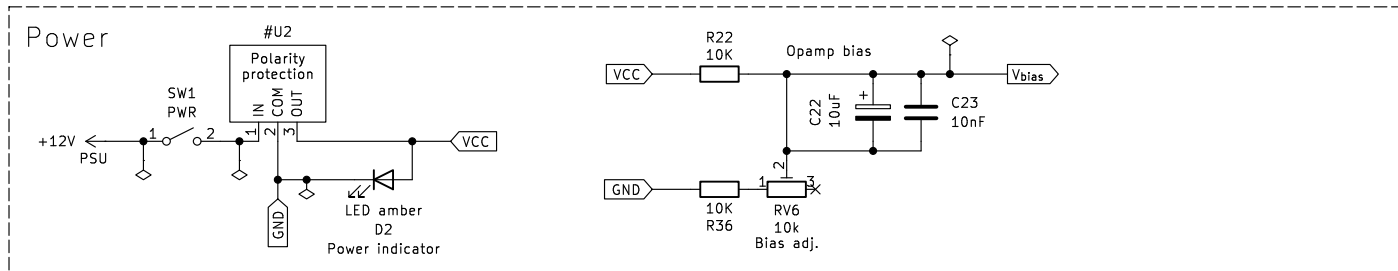 Power
#U2
Polarity
protection
IN
COM
OUT
1
2
3
SW1
PWR
1
2
+12V
PSU
VCC
GND
LED amber
D2
Power indicator
R22
10K
Opamp bias
VCC
Vbias
C22
10uF
+
C23
10nF
GND
2
1
3
10K
R36
RV6
10k
Bias adj.